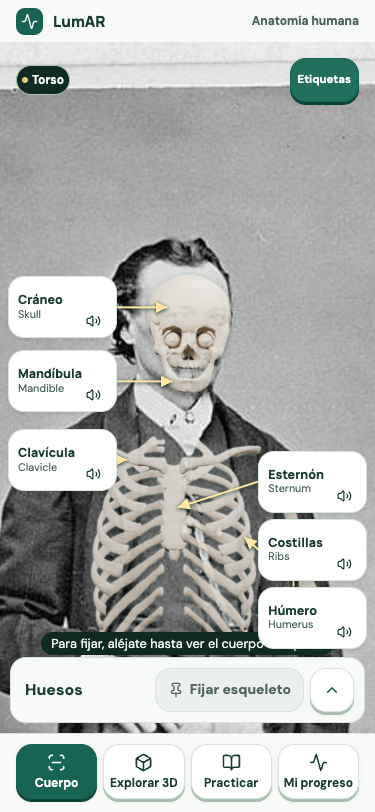 LumAR
Anatomía humana
Torso
Etiquetas
Cráneo
Skull
Mandíbula
Mandible
Clavícula
Clavicle
Esternón
Sternum
Costillas
Ribs
Húmero
Humerus
Para fijar, aléjate hasta ver el cuerpo
Huesos
Fijar esqueleto
Cuerpo
Explorar 3D
Practicar
Mi progreso